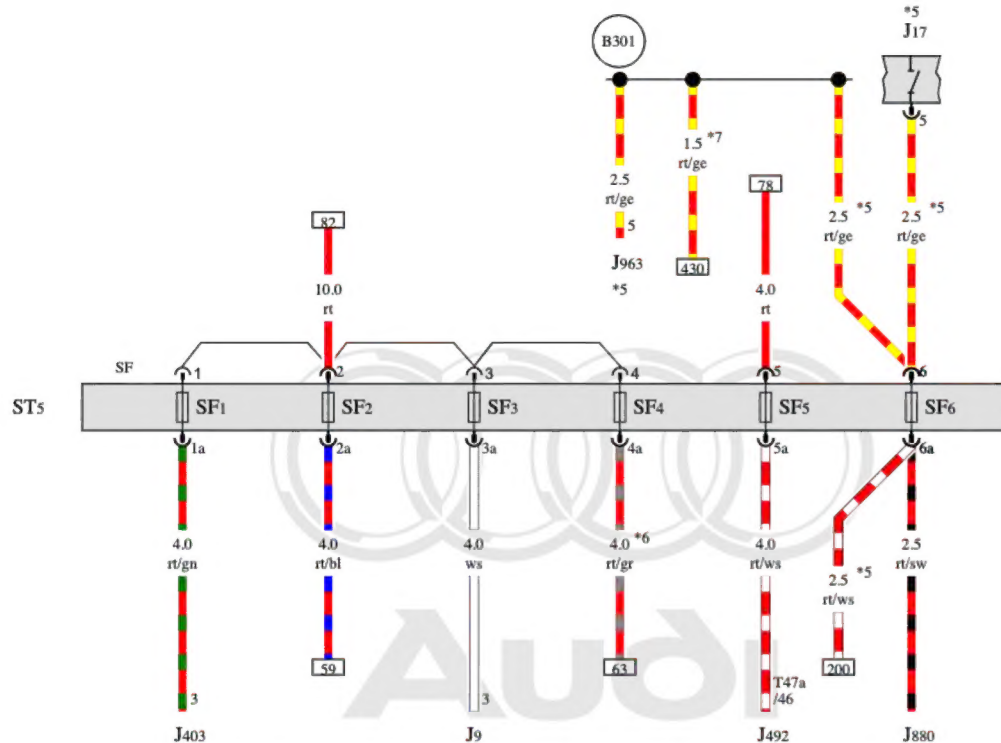 *5
J17
B301
5
1.5 *7
rt/ge
2.5
rt/ge
5
J963
*5
430
78
2.5 *5
rt/ge
2.5 *5
rt/ge
82
10.0
rt
4.0
rt
SF
1 2 3 4 5 6
ST5
SF1 SF2 SF3 SF4 SF5 SF6
1a 2a 3a 4a 5a 6a
4.0
rt/gn
4.0
rt/bl
4.0
ws
4.0 *6
rt/gr
4.0
rt/ws
2.5 *5
rt/ws
2.5
rt/sw
59
63
200
3
3
T47a
/46
J403
J9
J492
J880
Audi